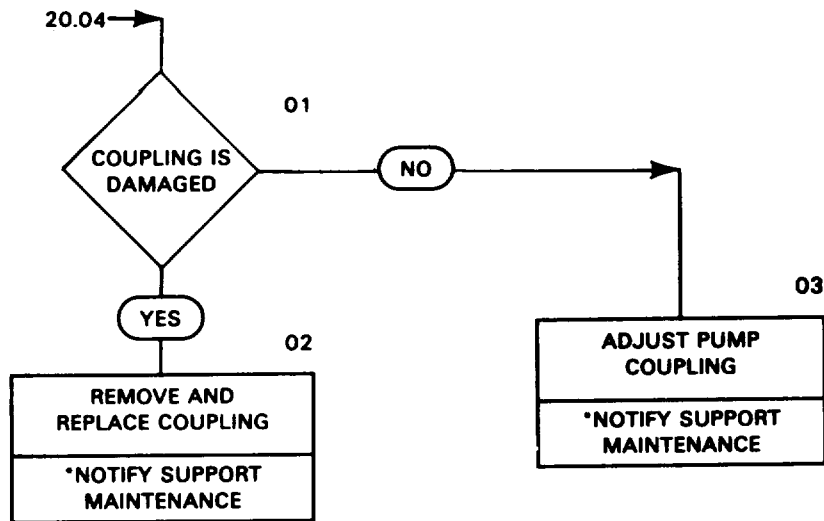 20.04
01
COUPLING IS
DAMAGED
NO
YES
02
REMOVE AND
REPLACE COUPLING
*NOTIFY SUPPORT
MAINTENANCE
03
ADJUST PUMP
COUPLING
*NOTIFY SUPPORT
MAINTENANCE